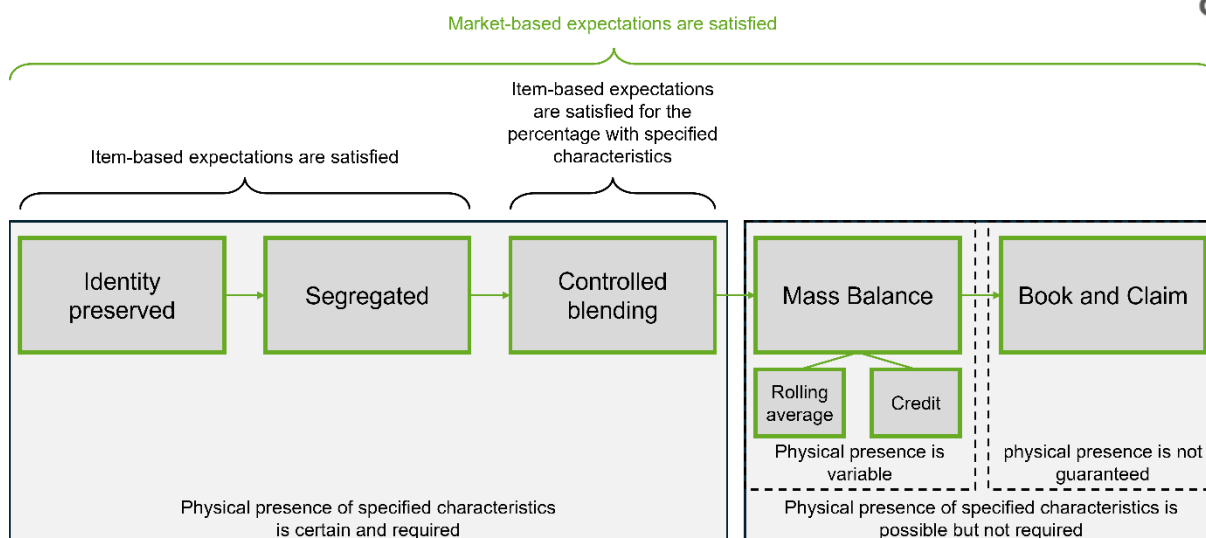 Market-based expectations are satisfied
Item-based expectations
are satisfied for the
percentage with specified
characteristics
Item-based expectations are satisfied
Identity
preserved
Segregated
Controlled
blending
Mass Balance
Book and Claim
Rolling
average
Credit
Physical presence is
variable
physical presence is not
guaranteed
Physical presence of specified characteristics
is certain and required
Physical presence of specified characteristics is
possible but not required